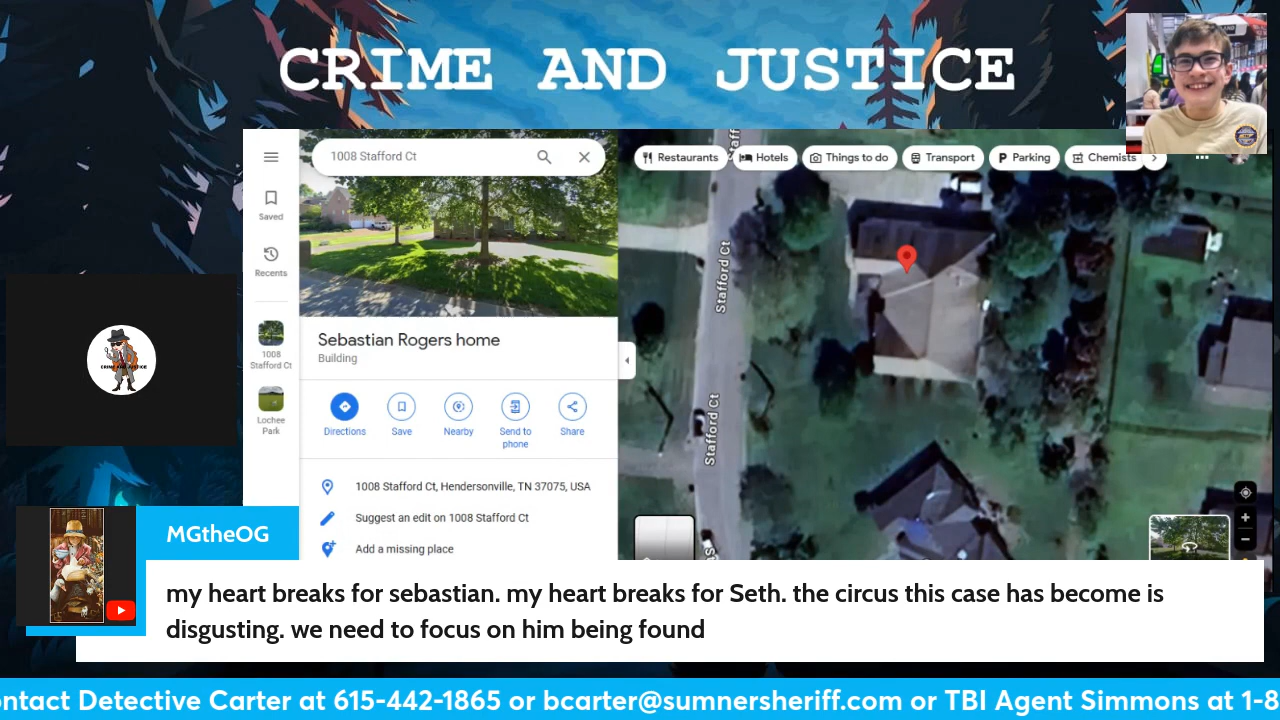 CRIME AND JUSTICE
1008 Stafford Ct
Restaurants
Hotels
Things to do
Transport
Parking
Chemists
Saved
Recents
1008
Stafford Ct
Lochee
Park
Sebastian Rogers home
Building
Directions
Save
Nearby
Send to
phone
Share
1008 Stafford Ct, Hendersonville, TN 37075, USA
Suggest an edit on 1008 Stafford Ct
Add a missing place
Staff
Stafford Ct
Stafford Ct
CRIME AND JUSTICE
MGtheOG
my heart breaks for sebastian. my heart breaks for Seth. the circus this case has become is
disgusting. we need to focus on him being found
ontact Detective Carter at 615-442-1865 or bcarter@sumnersheriff.com or TBI Agent Simmons at 1-8